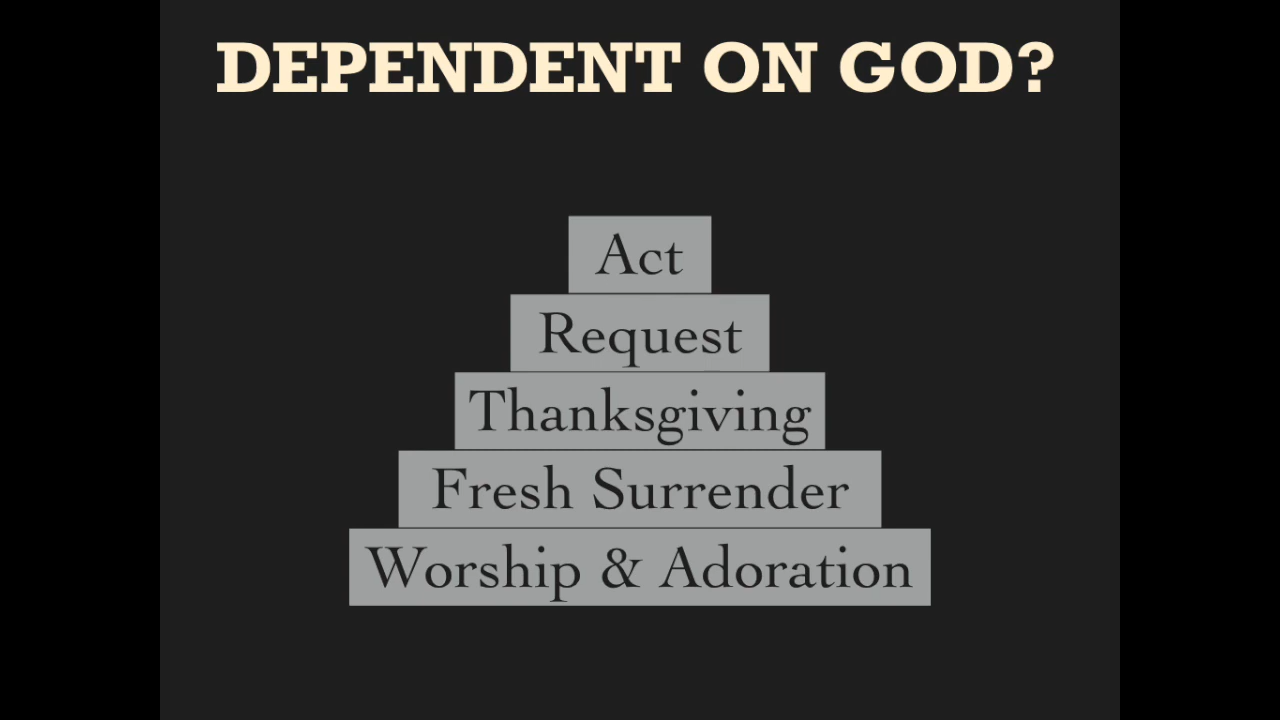 DEPENDENT ON GOD?
Act
Request
Thanksgiving
Fresh Surrender
Worship & Adoration